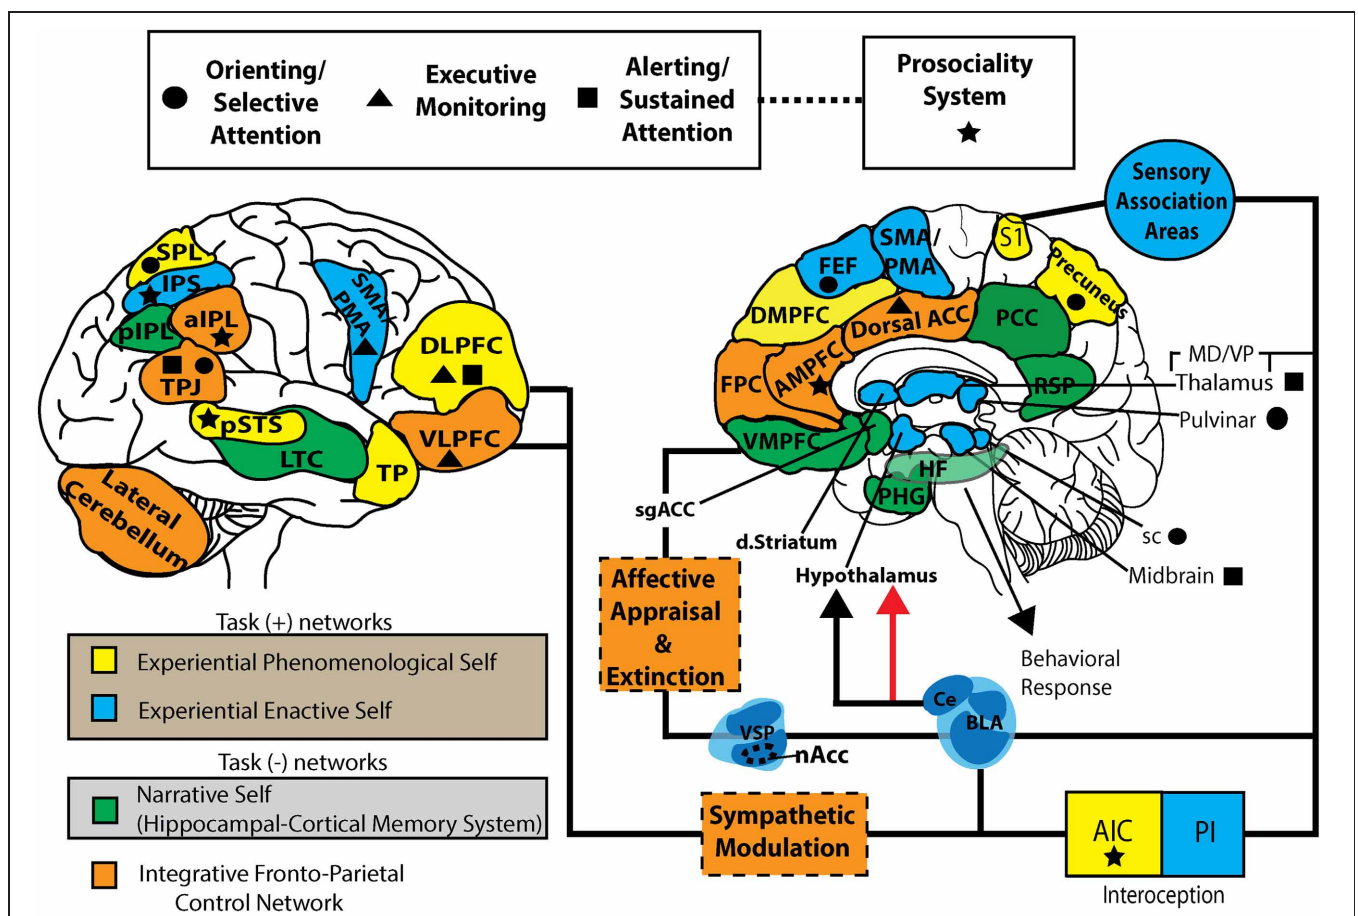 Orienting/
Selective
Attention
Executive
Monitoring
Alerting/
Sustained
Attention
Prosociality
System
Sensory
Association
Areas
SPL
IPS
pIPL
aIPL
TPJ
pSTS
LTC
TP
SMA/
PMA
DLPFC
VLPFC
Lateral
Cerebellum
FEF
SMA/
PMA
S1
Precuneus
DMPFC
Dorsal ACC
PCC
FPC
AMPFC
RSP
VMPFC
HF
PHG
MD/VP
Thalamus
Pulvinar
sgACC
d.Striatum
Hypothalamus
SC
Midbrain
Behavioral
Response
Affective
Appraisal
&
Extinction
Ce
BLA
VSP
nAcc
Sympathetic
Modulation
AIC
PI
Interoception
Task (+) networks
Experiential Phenomenological Self
Experiential Enactive Self
Task (-) networks
Narrative Self
(Hippocampal-Cortical Memory System)
Integrative Fronto-Parietal
Control Network